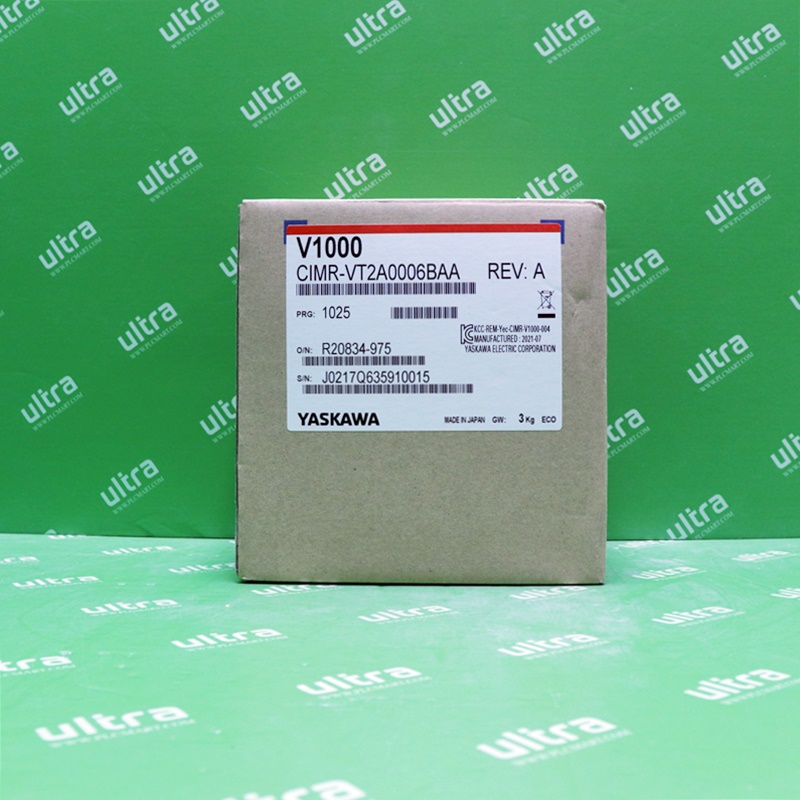 V1000
CIMR-VT2A0006BAA REV: A
PRG: 1025
KCC-REM-Yec-CIMR-V1000-004
MANUFACTURED : 2021-07
YASKAWA ELECTRIC CORPORATION
O/N: R20834-975
S/N: J0217Q635910015
YASKAWA MADE IN JAPAN GW: 3 Kg ECO
ultra
WWW.PLCMART.COM